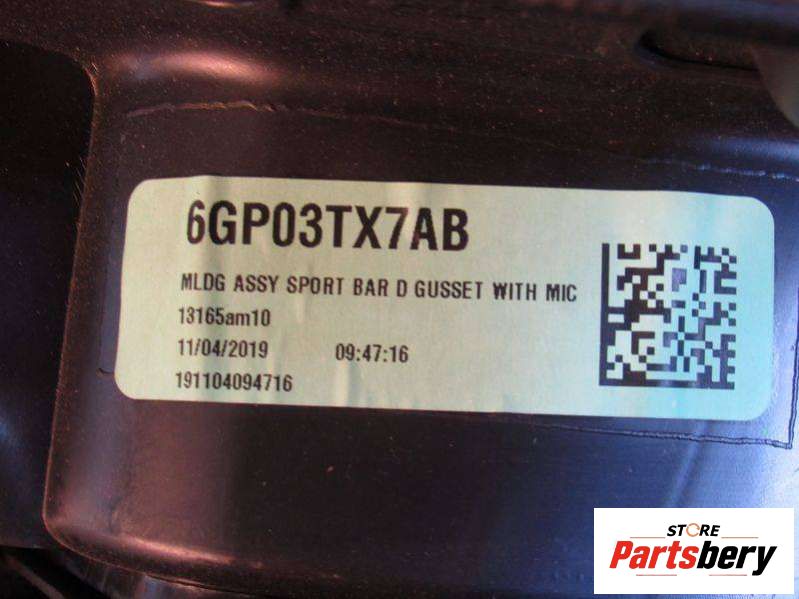 6GP03TX7AB
MLDG ASSY SPORT BAR D GUSSET WITH MIC
13165am10
11/04/2019 09:47:16
191104094716
STORE
Partsbery